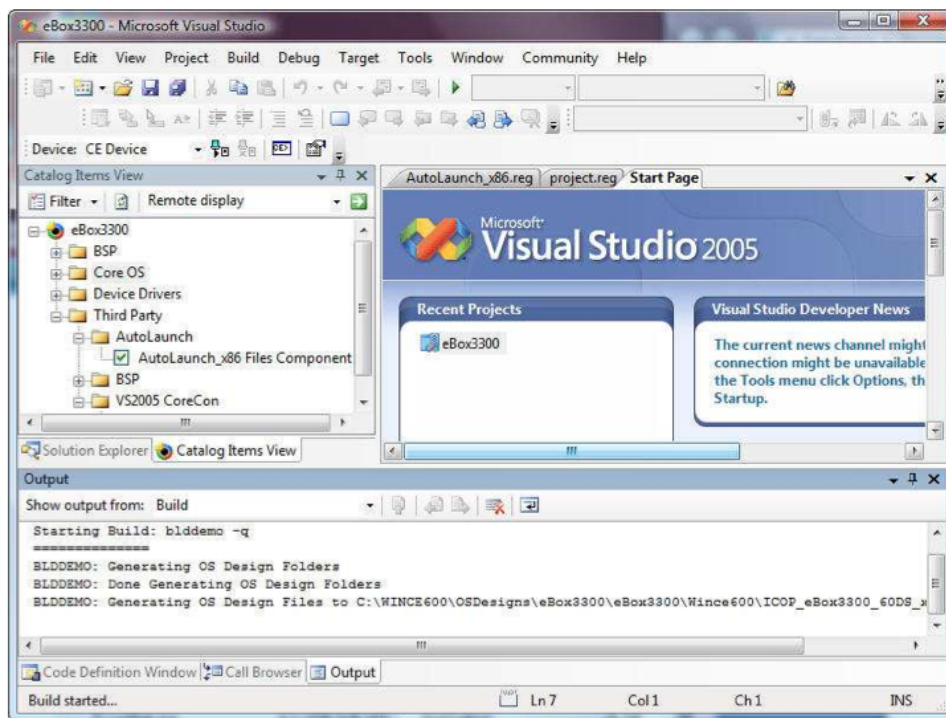 eBox3300 - Microsoft Visual Studio
File Edit View Project Build Debug Target Tools Window Community Help
Device: CE Device
Catalog Items View
AutoLaunch_x86.reg project.reg Start Page
Filter Remote display
eBox3300
BSP
Core OS
Device Drivers
Third Party
AutoLaunch
AutoLaunch_x86 Files Component
BSP
VS2005 CoreCon
Microsoft
Visual Studio 2005
Recent Projects
eBox3300
Visual Studio Developer News
The current news channel might
connection might be unavailable
the Tools menu click Options, th
Startup.
Solution Explorer Catalog Items View
Output
Show output from: Build
Starting Build: blddemo -q
==============
BLDDEMO: Generating OS Design Folders
BLDDEMO: Done Generating OS Design Folders
BLDDEMO: Generating OS Design Files to C:\WINCE600\OSDesigns\eBox3300\eBox3300\Wince600\ICOP_eBox3300_60DS_x
Code Definition Window Call Browser Output
Build started... Ln 7 Col 1 Ch 1 INS